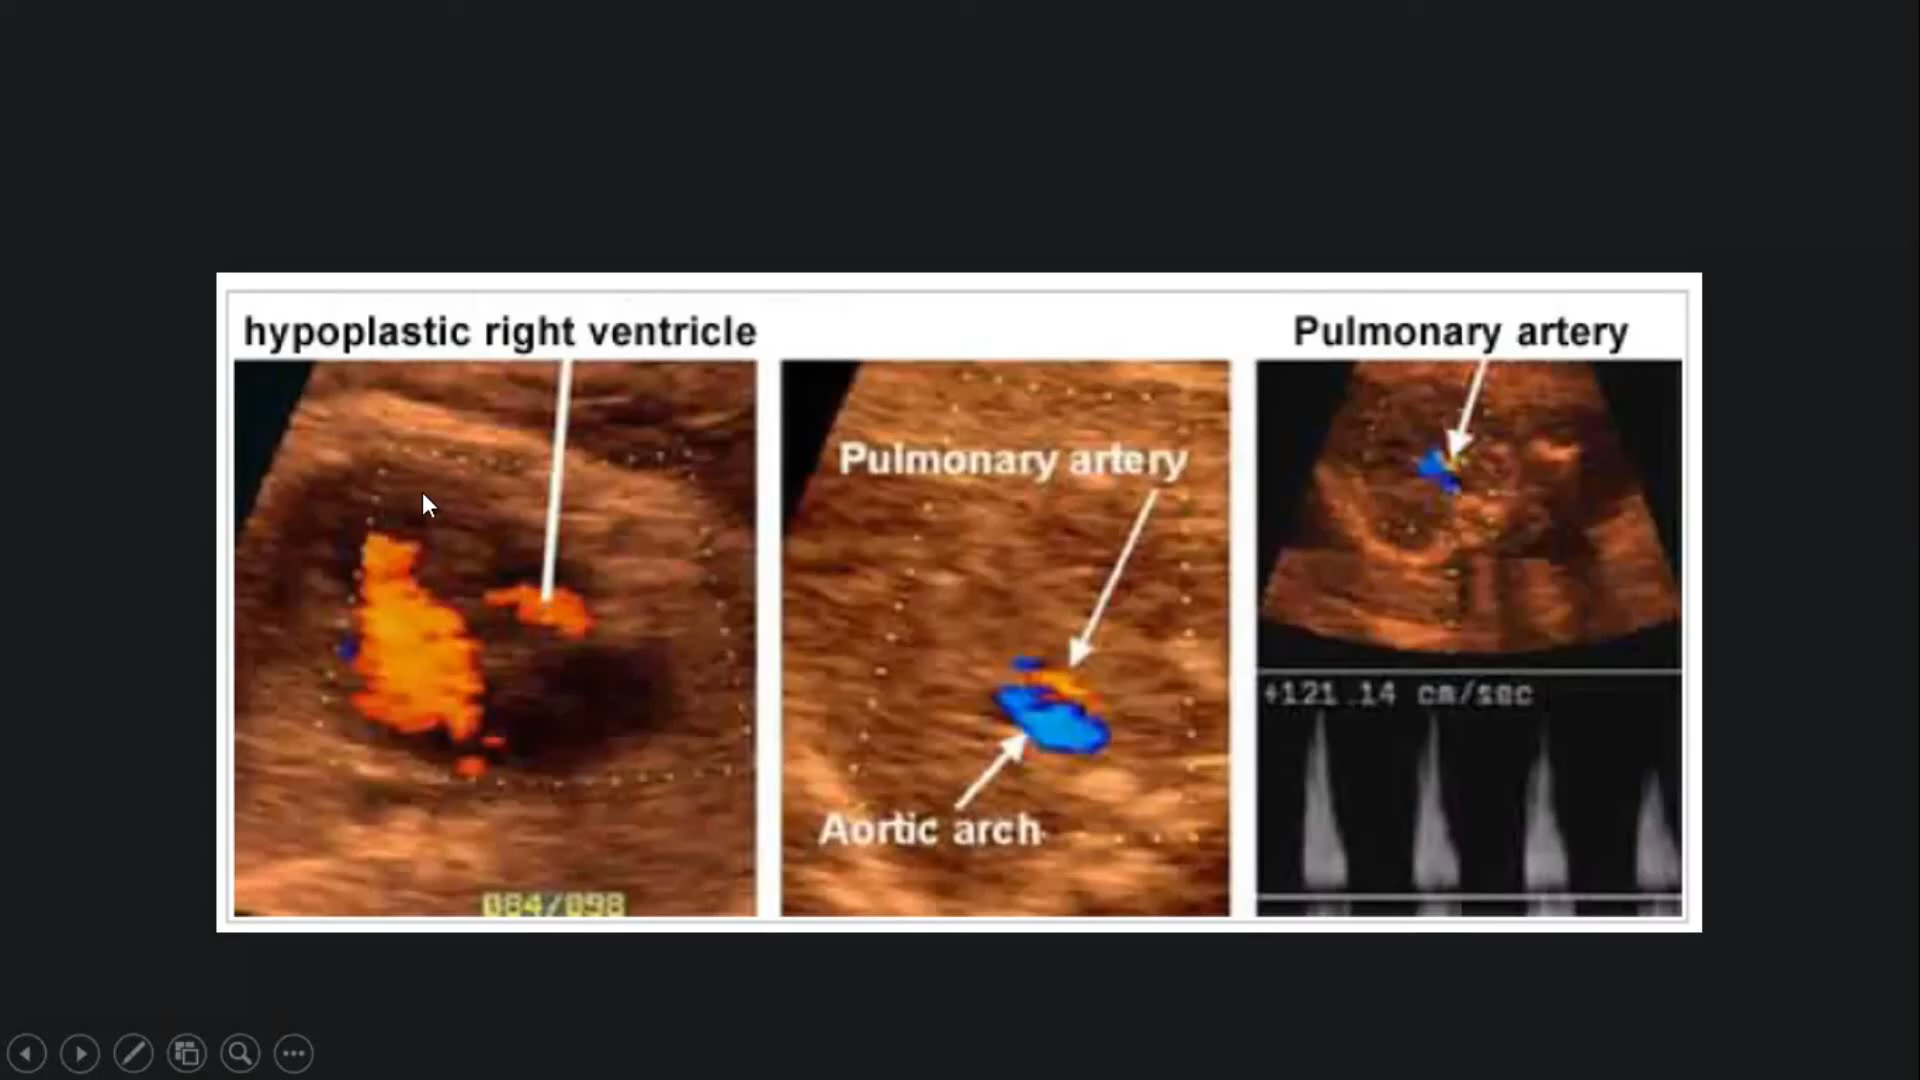 hypoplastic right ventricle
Pulmonary artery
Pulmonary artery
Aortic arch
+121.14 cm/sec
084/098